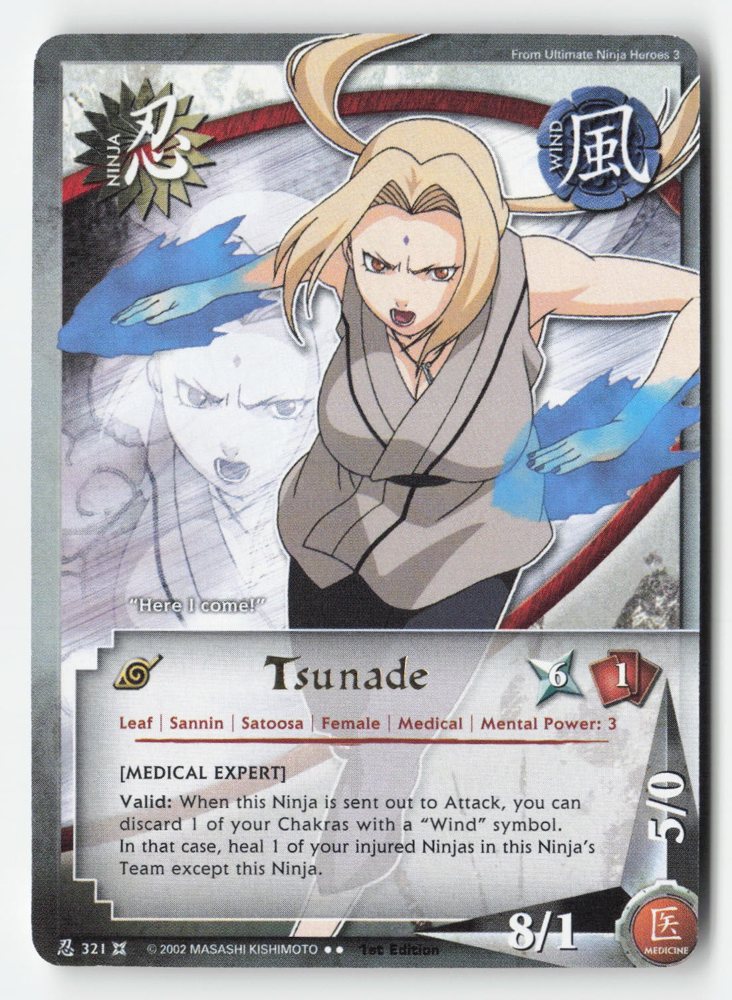 From Ultimate Ninja Heroes 3
NINJA
忍
WIND
風
"Here I come!"
Tsunade
6
1
Leaf | Sannin | Satoosa | Female | Medical | Mental Power: 3
[MEDICAL EXPERT]
Valid: When this Ninja is sent out to Attack, you can
discard 1 of your Chakras with a "Wind" symbol.
In that case, heal 1 of your injured Ninjas in this Ninja's
Team except this Ninja.
5/0
8/1
医
MEDICINE
忍 321 © 2002 MASASHI KISHIMOTO ●● 1st Edition